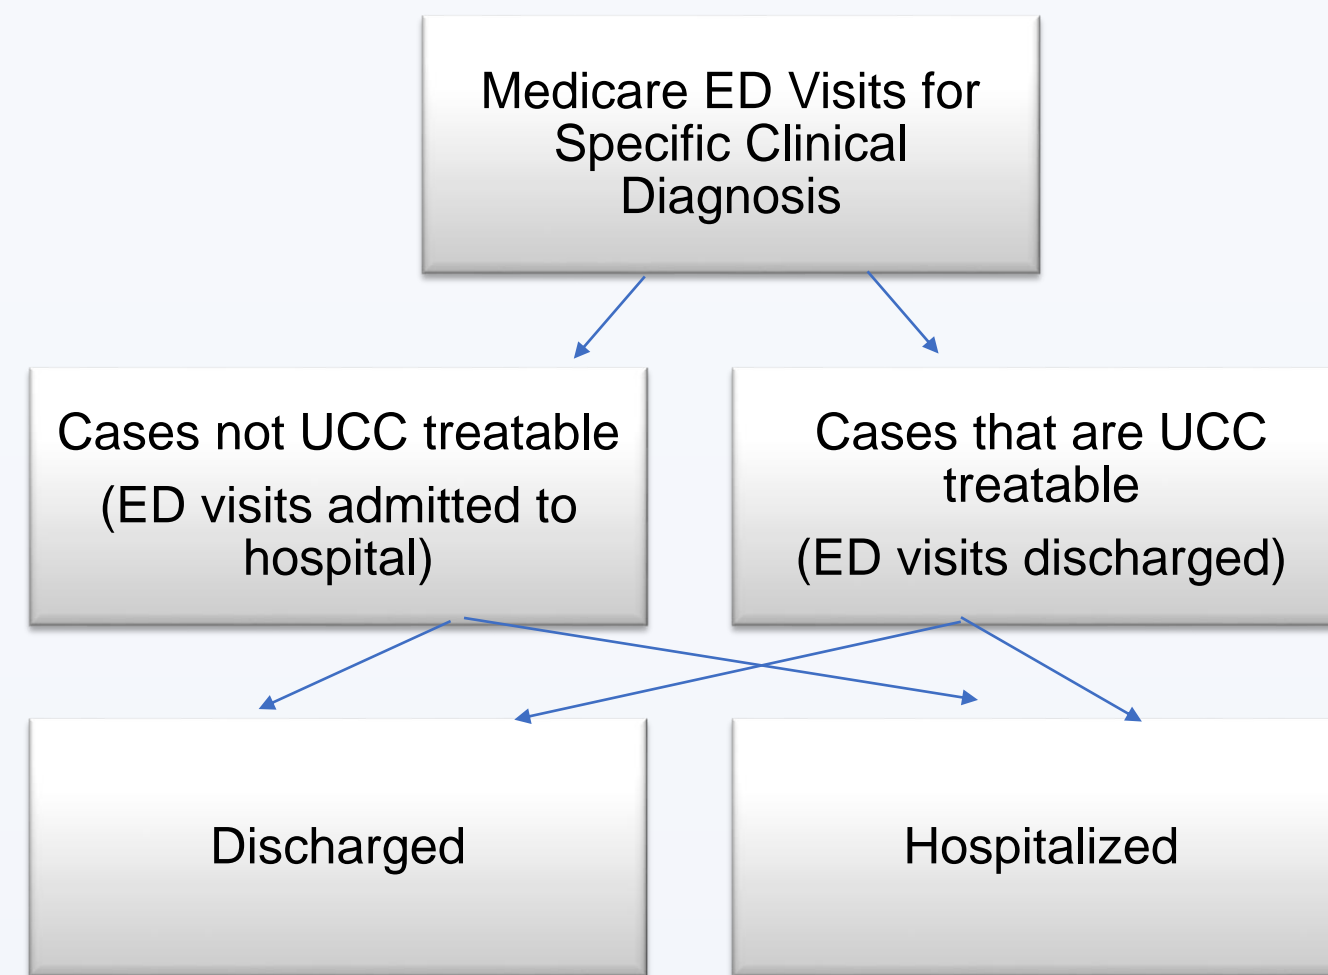 Medicare ED Visits for
Specific Clinical
Diagnosis
Cases not UCC treatable
(ED visits admitted to
hospital)
Cases that are UCC
treatable
(ED visits discharged)
Discharged
Hospitalized